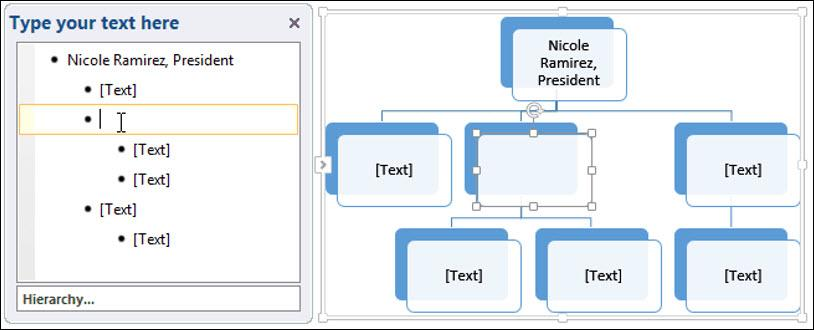 Type your text here
Nicole Ramirez, President
[Text]
[Text]
[Text]
[Text]
[Text]
Hierarchy...
Nicole
Ramirez,
President
[Text]
[Text]
[Text]
[Text]
[Text]